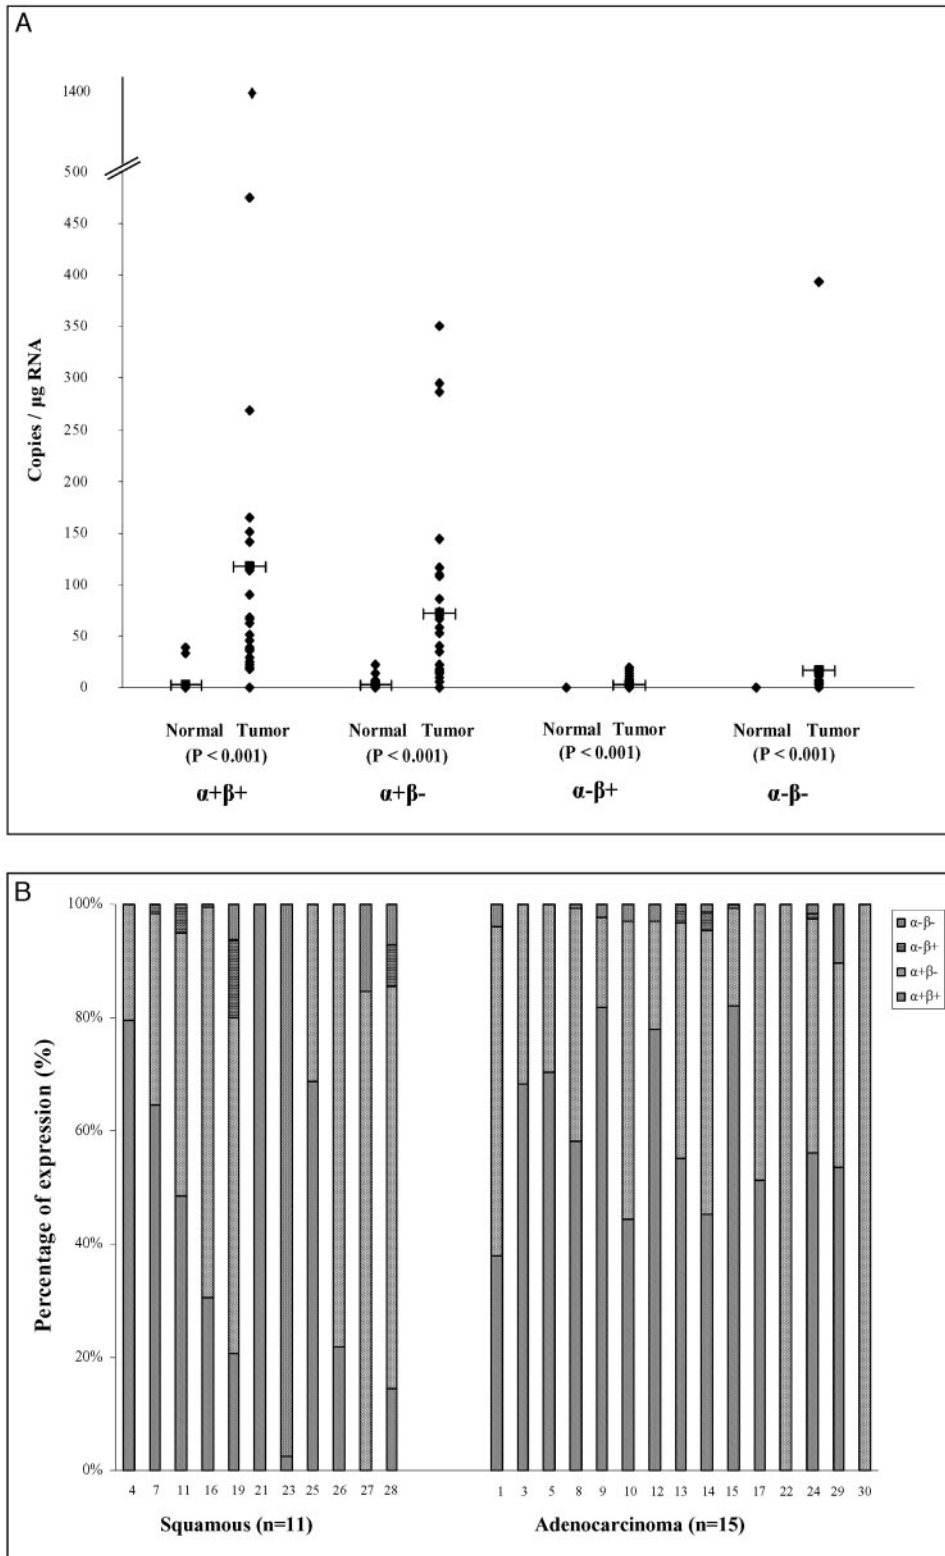 A
1400
500
450
400
350
300
250
200
150
100
50
0
Copies / µg RNA
Normal Tumor Normal Tumor Normal Tumor Normal Tumor
(P < 0.001) (P < 0.001) (P < 0.001) (P < 0.001)
α+β+ α+β- α-β+ α-β-
B
100%
80%
60%
40%
20%
0%
Percentage of expression (%)
α-β-
α-β+
α+β-
α+β+
4 7 11 16 19 21 23 25 26 27 28 1 3 5 8 9 10 12 13 14 15 17 22 24 29 30
Squamous (n=11) Adenocarcinoma (n=15)